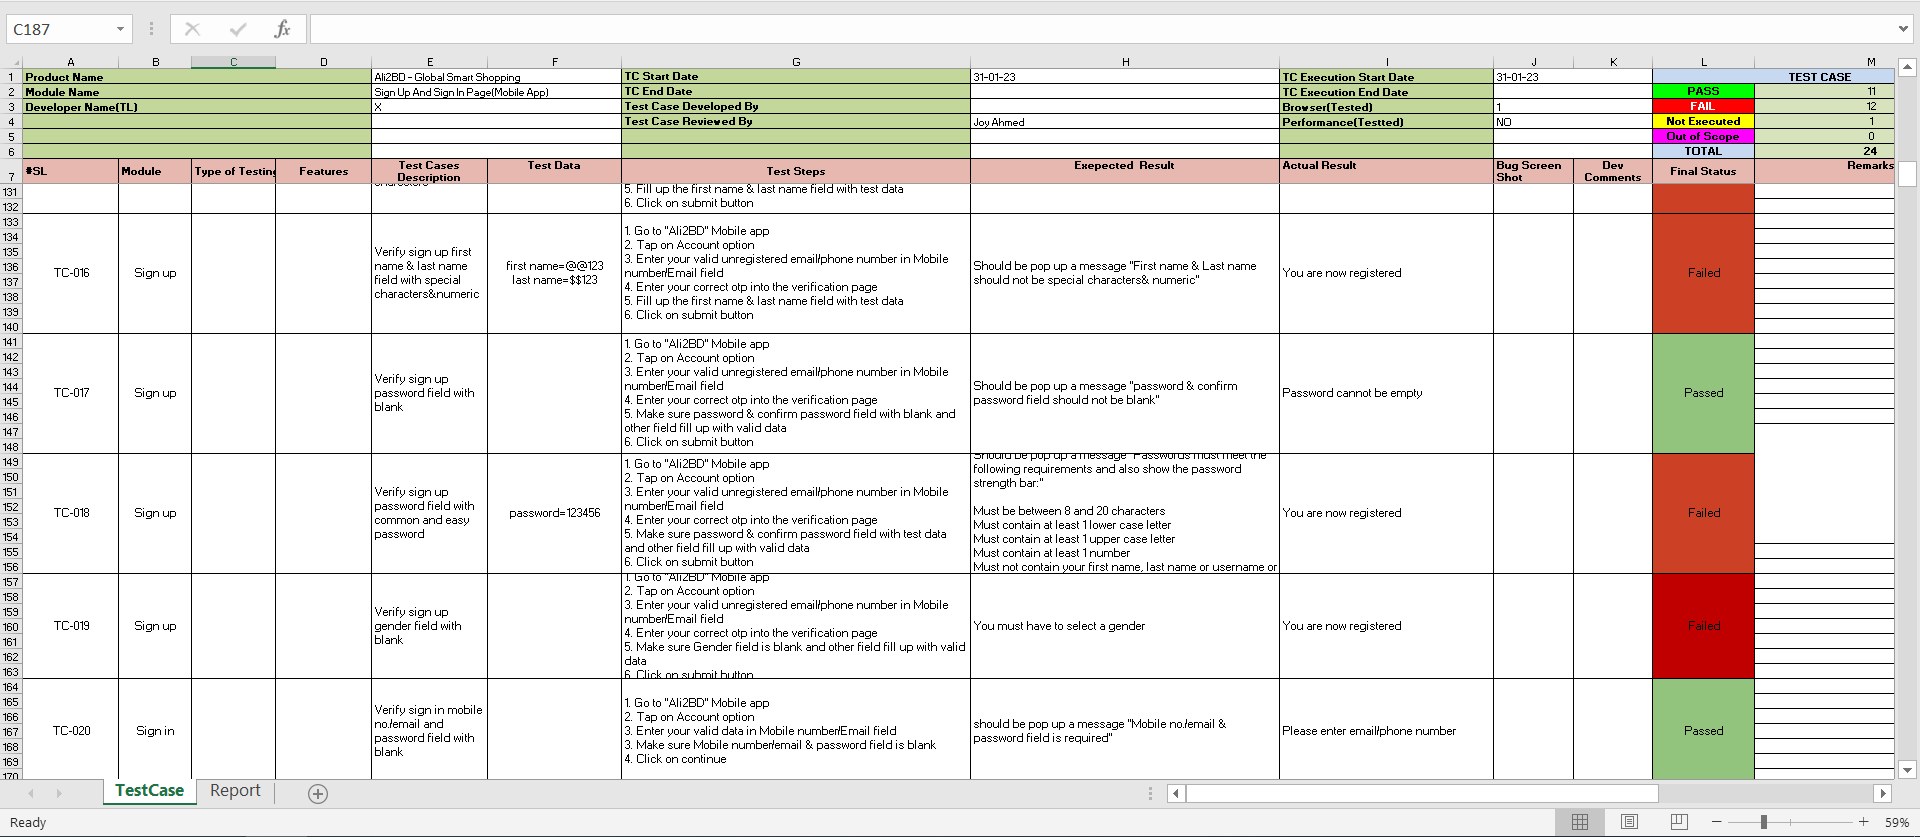 C187
fx
A B C D E F G H I J K L M
1 Product Name Ali2BD - Global Smart Shopping TC Start Date 31-01-23 TC Execution Start Date 31-01-23 TEST CASE
2 Module Name Sign Up And Sign In Page(Mobile App) TC End Date TC Execution End Date PASS 11
3 Developer Name(TL) X Test Case Developed By Browser(Tested) 1 FAIL 12
4 Test Case Reviewed By Joy Ahmed Performance(Testted) NO Not Executed 1
5 Out of Scope 0
6 TOTAL 24
7 #SL Module Type of Testing Features Test Cases Description Test Data Test Steps Exepected Result Actual Result Bug Screen Shot Dev Comments Final Status Remarks
131
132
characters
5. Fill up the first name & last name field with test data
6. Click on submit button
133
134
135
136
137
138
139
140
TC-016
Sign up
Verify sign up first
name & last name
field with special
characters&numeric
first name=@@123
last name=$$123
1. Go to "Ali2BD" Mobile app
2. Tap on Account option
3. Enter your valid unregistered email/phone number in Mobile
number/Email field
4. Enter your correct otp into the verification page
5. Fill up the first name & last name field with test data
6. Click on submit button
Should be pop up a message "First name & Last name
should not be special characters& numeric"
You are now registered
Failed
141
142
143
144
145
146
147
148
TC-017
Sign up
Verify sign up
password field with
blank
1. Go to "Ali2BD" Mobile app
2. Tap on Account option
3. Enter your valid unregistered email/phone number in Mobile
number/Email field
4. Enter your correct otp into the verification page
5. Make sure password & confirm password field with blank and
other field fill up with valid data
6. Click on submit button
Should be pop up a message "password & confirm
password field should not be blank"
Password cannot be empty
Passed
149
150
151
152
153
154
155
156
TC-018
Sign up
Verify sign up
password field with
common and easy
password
password=123456
1. Go to "Ali2BD" Mobile app
2. Tap on Account option
3. Enter your valid unregistered email/phone number in Mobile
number/Email field
4. Enter your correct otp into the verification page
5. Make sure password & confirm password field with test data
and other field fill up with valid data
6. Click on submit button
Should be pop up a message "Passwords must meet the
following requirements and also show the password
strength bar:"
Must be between 8 and 20 characters
Must contain at least 1 lower case letter
Must contain at least 1 upper case letter
Must contain at least 1 number
Must not contain your first name, last name or username or
You are now registered
Failed
157
158
159
160
161
162
163
TC-019
Sign up
Verify sign up
gender field with
blank
1. Go to "Ali2BD" Mobile app
2. Tap on Account option
3. Enter your valid unregistered email/phone number in Mobile
number/Email field
4. Enter your correct otp into the verification page
5. Make sure Gender field is blank and other field fill up with valid
data
6. Click on submit button
You must have to select a gender
You are now registered
Failed
164
165
166
167
168
169
170
TC-020
Sign in
Verify sign in mobile
no./email and
password field with
blank
1. Go to "Ali2BD" Mobile app
2. Tap on Account option
3. Enter your valid data in Mobile number/Email field
3. Make sure Mobile number/email & password field is blank
4. Click on continue
should be pop up a message "Mobile no./email &
password field is required"
Please enter email/phone number
Passed
TestCase Report
Ready
59%